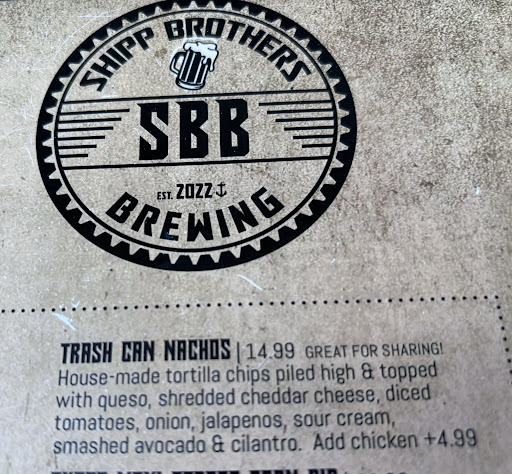 SHIPP BROTHERS
SBB
EST. 2022
BREWING
TRASH CAN NACHOS | 14.99 GREAT FOR SHARING!
House-made tortilla chips piled high & topped
with queso, shredded cheddar cheese, diced
tomatoes, onion, jalapenos, sour cream,
smashed avocado & cilantro. Add chicken +4.99